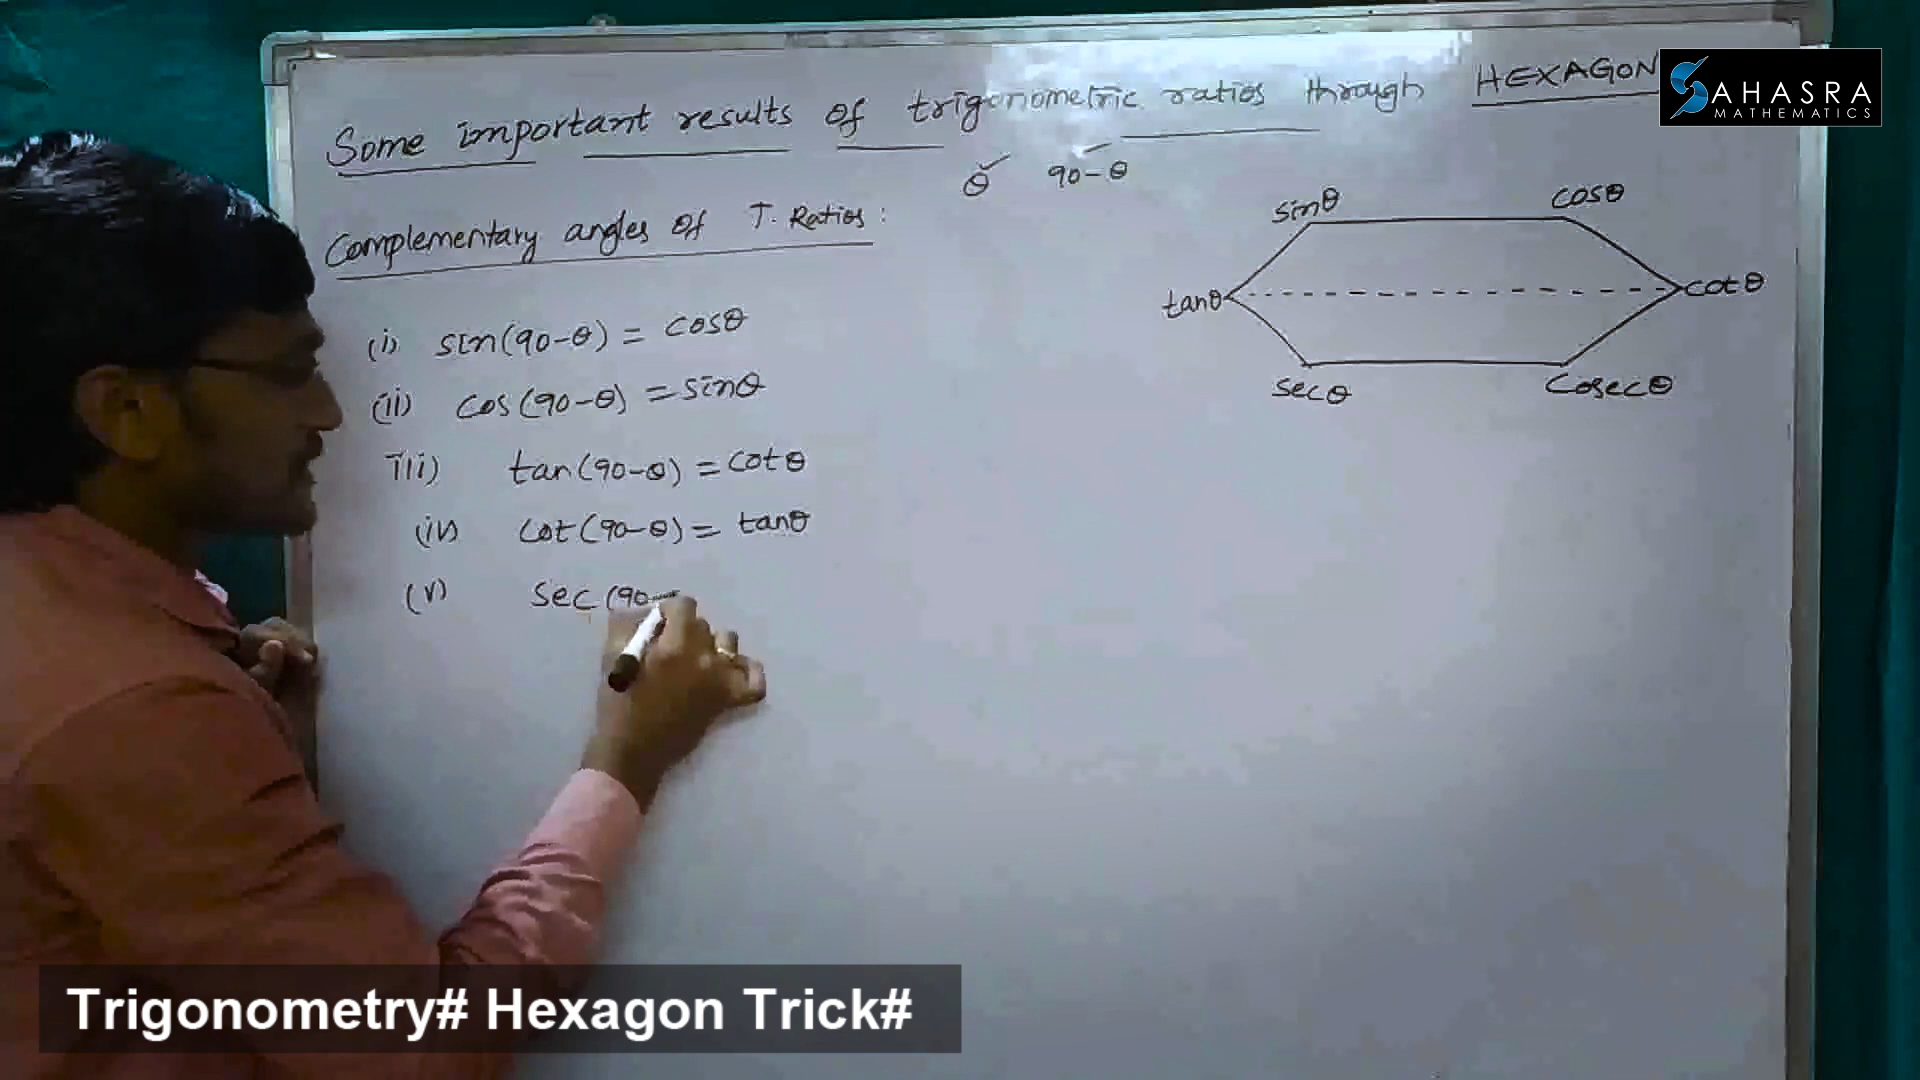 Some important results of trigonometric ratios through HEXAGON
SAHASRA
MATHEMATICS
θ 90-θ
Complementary angles of T. Ratios:
sinθ cosθ
tanθ cotθ
secθ Cosecθ
(i) sin(90-θ) = cosθ
(ii) cos(90-θ) = sinθ
iii) tan(90-θ) = cotθ
(iv) cot(90-θ) = tanθ
(v) sec(90-
Trigonometry# Hexagon Trick#